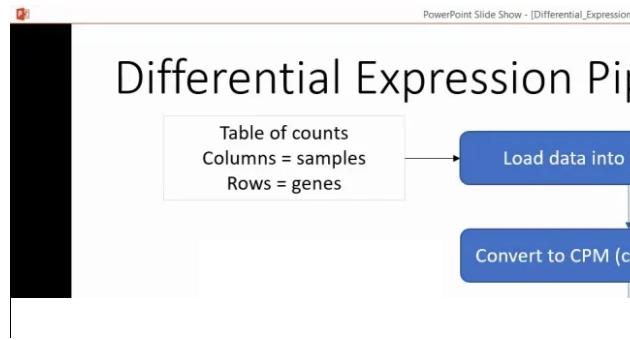 PowerPoint Slide Show - [Differential_Expression
Differential Expression Pip
Table of counts
Columns = samples
Rows = genes
Load data into
Convert to CPM (c